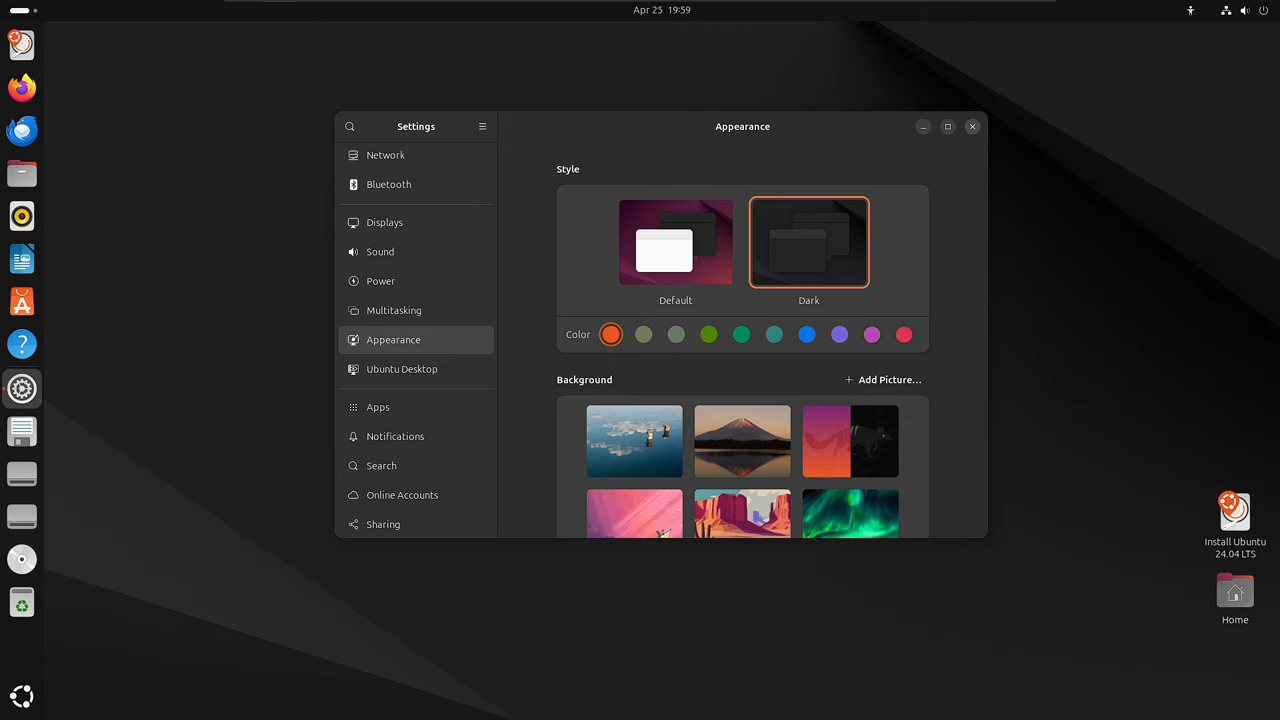 Apr 25 19:59
Settings
Appearance
Network
Bluetooth
Displays
Sound
Power
Multitasking
Appearance
Ubuntu Desktop
Apps
Notifications
Search
Online Accounts
Sharing
Style
Default
Dark
Color
Background
Add Picture...
Install Ubuntu
24.04 LTS
Home